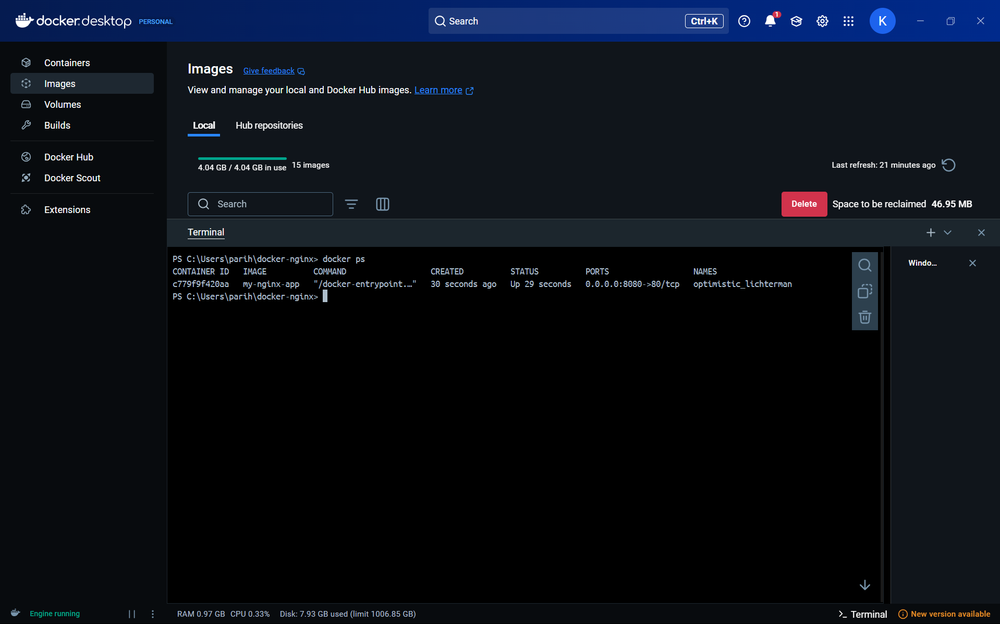 docker.desktop PERSONAL Search Ctrl+K 1 K
Containers
Images
Volumes
Builds
Docker Hub
Docker Scout
Extensions
Images Give feedback
View and manage your local and Docker Hub images. Learn more
Local Hub repositories
4.04 GB / 4.04 GB in use 15 images Last refresh: 21 minutes ago
Search Delete Space to be reclaimed 46.95 MB
Terminal
PS C:\Users\parih\docker-nginx> docker ps
CONTAINER ID IMAGE COMMAND CREATED STATUS PORTS NAMES
c779f9f420aa my-nginx-app "/docker-entrypoint.…" 30 seconds ago Up 29 seconds 0.0.0.0:8080->80/tcp optimistic_lichterman
PS C:\Users\parih\docker-nginx>
Windo...
Engine running RAM 0.97 GB CPU 0.33% Disk: 7.93 GB used (limit 1006.85 GB) Terminal New version available